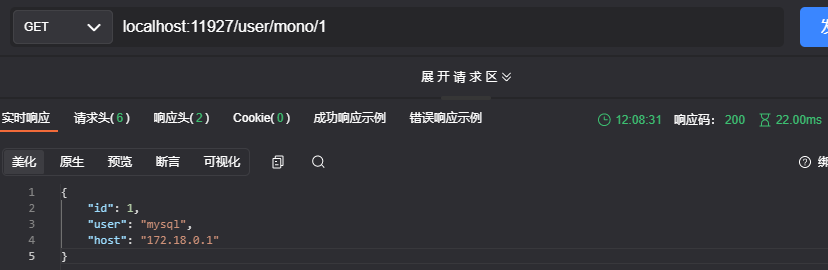 GET localhost:11927/user/mono/1
展开请求区
实时响应 请求头(6) 响应头(2) Cookie(0) 成功响应示例 错误响应示例 12:08:31 响应码: 200 22.00ms
美化 原生 预览 断言 可视化
1 {
2 "id": 1,
3 "user": "mysql",
4 "host": "172.18.0.1"
5 }